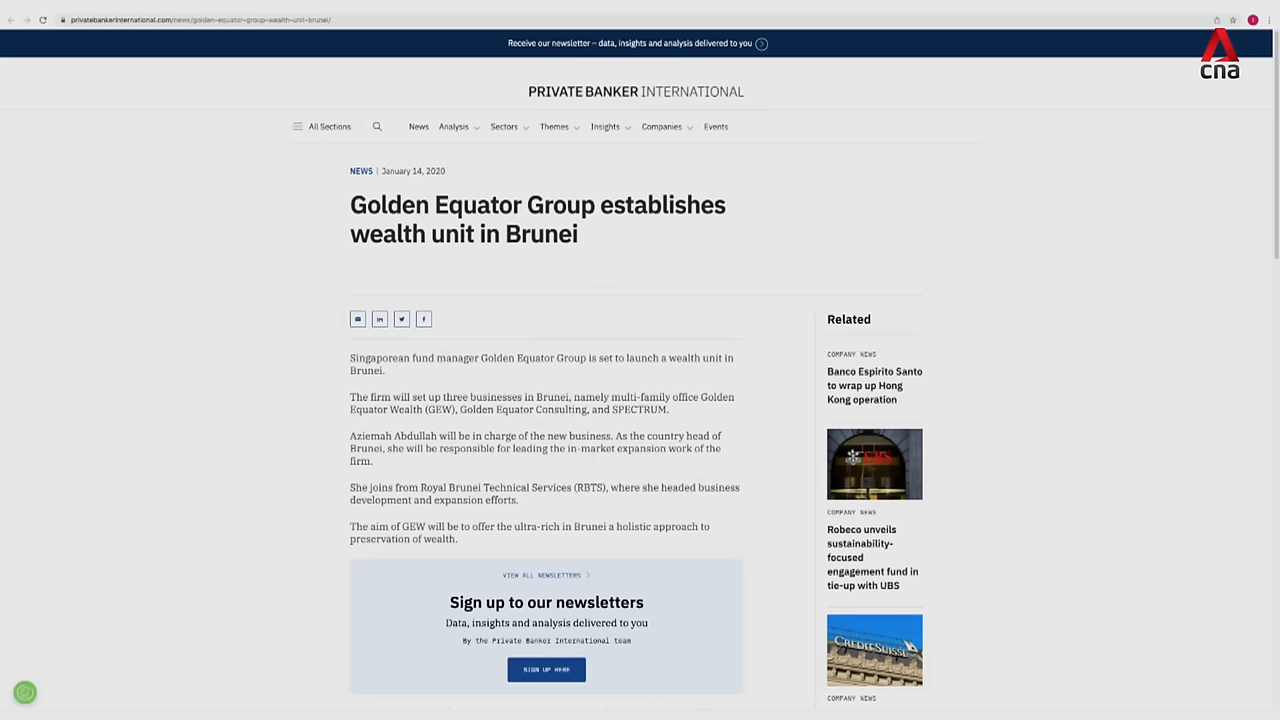 privatebankerinternational.com/news/golden-equator-group-wealth-unit-brunei/
Receive our newsletter – data, insights and analysis delivered to you
cna
PRIVATE BANKER INTERNATIONAL
All Sections
News
Analysis
Sectors
Themes
Insights
Companies
Events
NEWS | January 14, 2020
Golden Equator Group establishes
wealth unit in Brunei
Singaporean fund manager Golden Equator Group is set to launch a wealth unit in
Brunei.
The firm will set up three businesses in Brunei, namely multi-family office Golden
Equator Wealth (GEW), Golden Equator Consulting, and SPECTRUM.
Aziemah Abdullah will be in charge of the new business. As the country head of
Brunei, she will be responsible for leading the in-market expansion work of the
firm.
She joins from Royal Brunei Technical Services (RBTS), where she headed business
development and expansion efforts.
The aim of GEW will be to offer the ultra-rich in Brunei a holistic approach to
preservation of wealth.
VIEW ALL NEWSLETTERS
Sign up to our newsletters
Data, insights and analysis delivered to you
By the Private Banker International team
SIGN UP HERE
Related
COMPANY NEWS
Banco Espirito Santo
to wrap up Hong
Kong operation
UBS
COMPANY NEWS
Robeco unveils
sustainability-
focused
engagement fund in
tie-up with UBS
CREDIT SUISSE
COMPANY NEWS